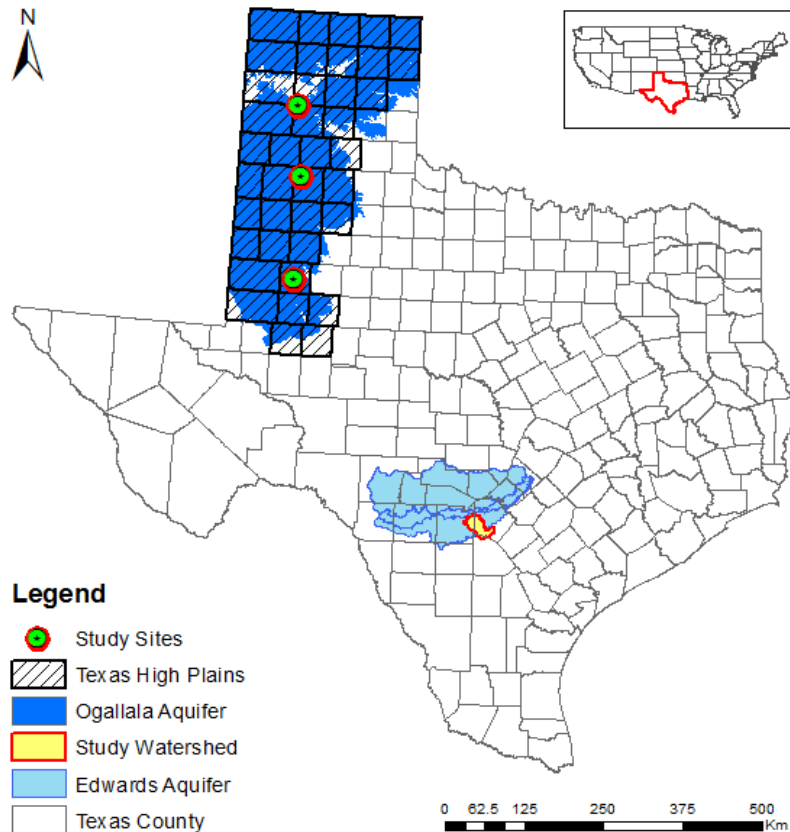 N
Legend
Study Sites
Texas High Plains
Ogallala Aquifer
Study Watershed
Edwards Aquifer
Texas County
0 62.5 125 250 375 500
Km